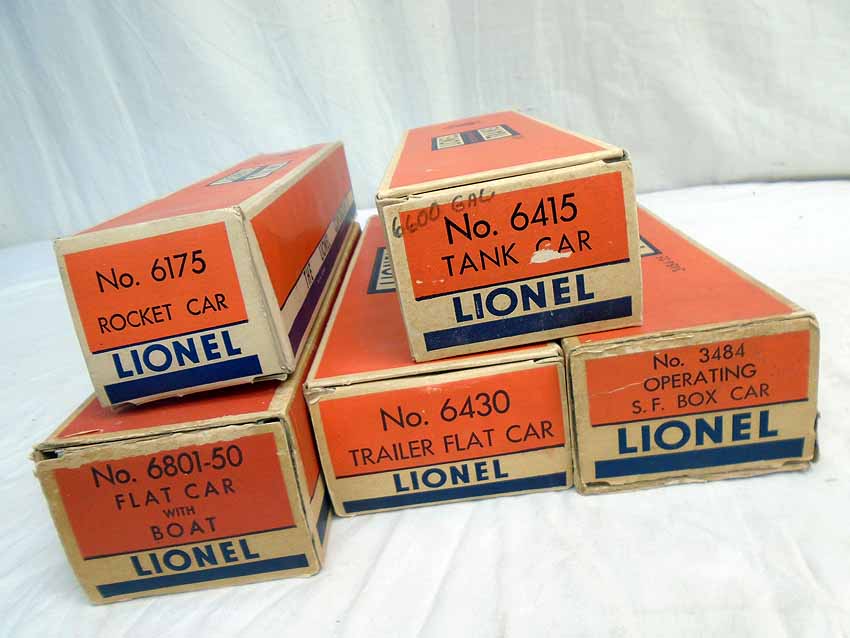 No. 6175
ROCKET CAR
LIONEL
6600 GAL
No. 6415
TANK CAR
LIONEL
No. 6801-50
FLAT CAR
WITH
BOAT
LIONEL
No. 6430
TRAILER FLAT CAR
LIONEL
No. 3484
OPERATING
S.F. BOX CAR
LIONEL